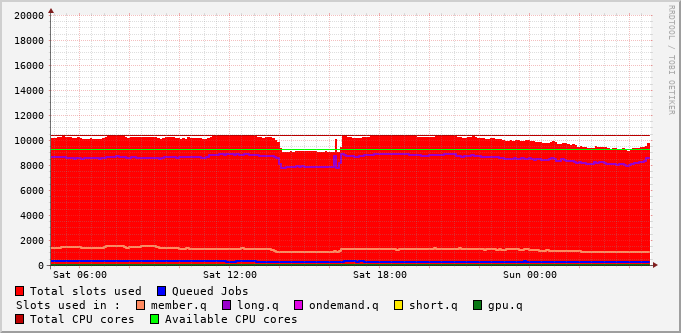 20000
18000
16000
14000
12000
10000
8000
6000
4000
2000
0
Sat 06:00 Sat 12:00 Sat 18:00 Sun 00:00
Total slots used Queued Jobs
Slots used in : member.q long.q ondemand.q short.q gpu.q
Total CPU cores Available CPU cores
RRDTOOL / TOBI OETIKER